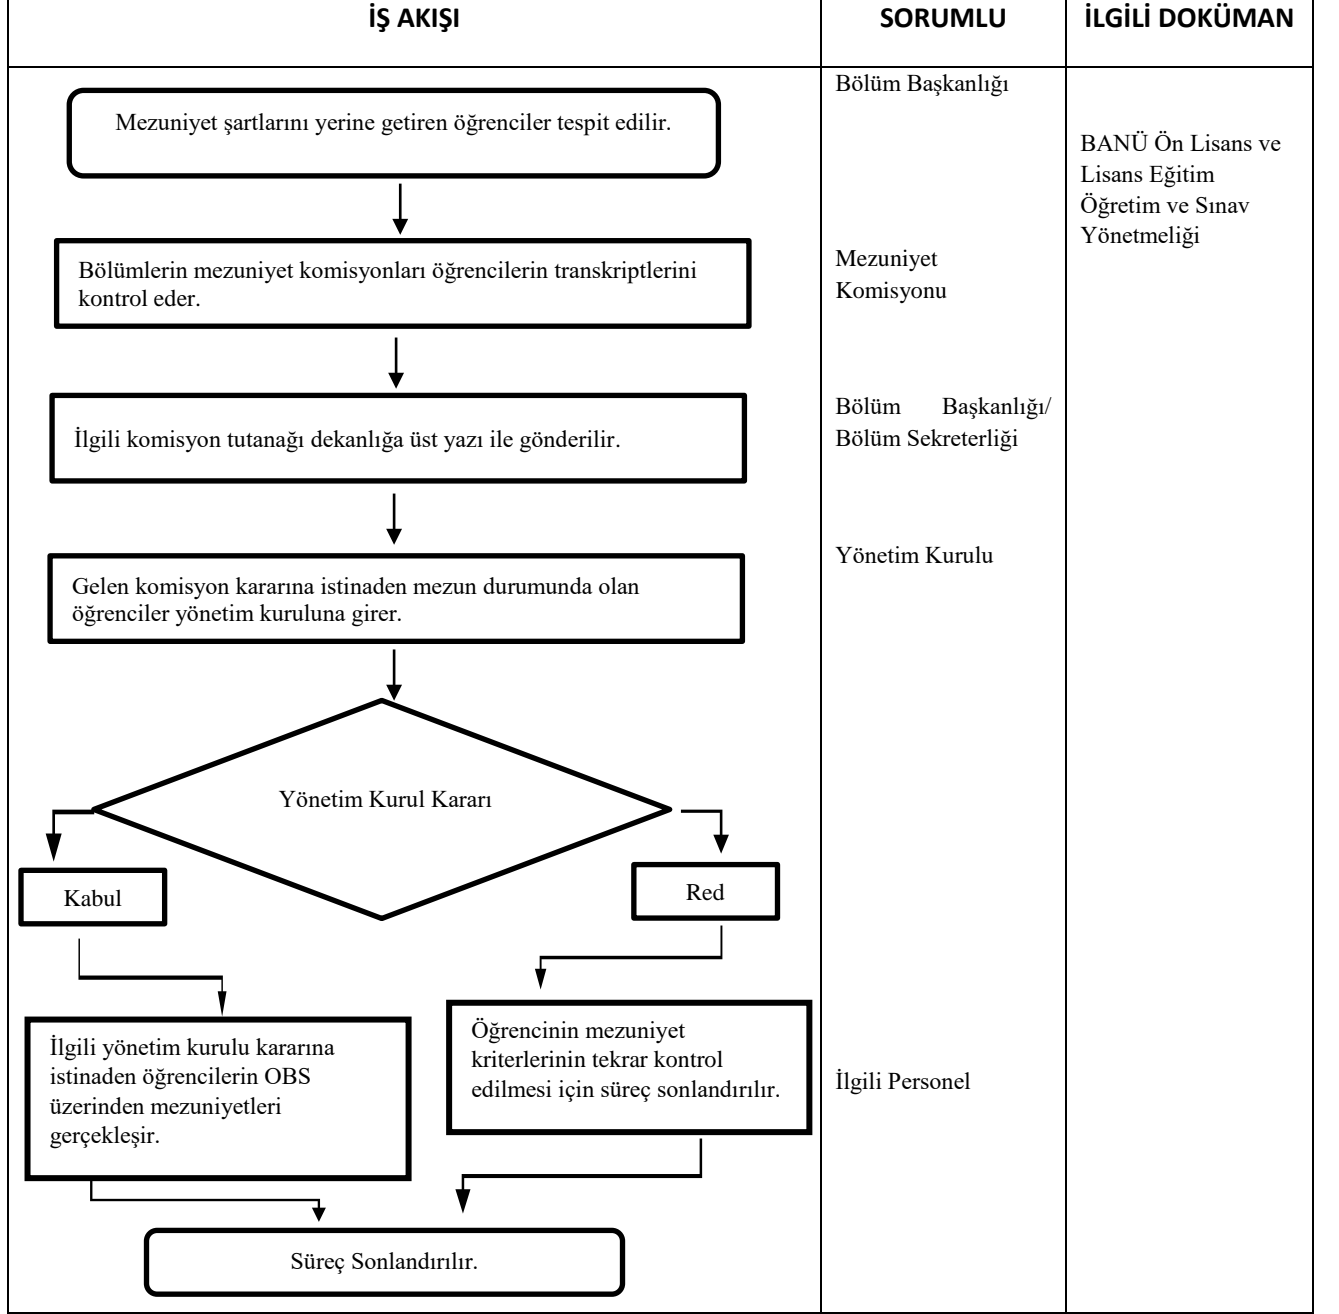 İŞ AKIŞI
SORUMLU
İLGİLİ DOKÜMAN
Mezuniyet şartlarını yerine getiren öğrenciler tespit edilir.
Bölüm Başkanlığı
BANÜ Ön Lisans ve
Lisans Eğitim
Öğretim ve Sınav
Yönetmeliği
Bölümlerin mezuniyet komisyonları öğrencilerin transkriptlerini
kontrol eder.
Mezuniyet
Komisyonu
İlgili komisyon tutanağı dekanlığa üst yazı ile gönderilir.
Bölüm Başkanlığı/
Bölüm Sekreterliği
Gelen komisyon kararına istinaden mezun durumunda olan
öğrenciler yönetim kuruluna girer.
Yönetim Kurulu
Yönetim Kurul Kararı
Kabul
Red
İlgili yönetim kurulu kararına
istinaden öğrencilerin OBS
üzerinden mezuniyetleri
gerçekleşir.
Öğrencinin mezuniyet
kriterlerinin tekrar kontrol
edilmesi için süreç sonlandırılır.
İlgili Personel
Süreç Sonlandırılır.